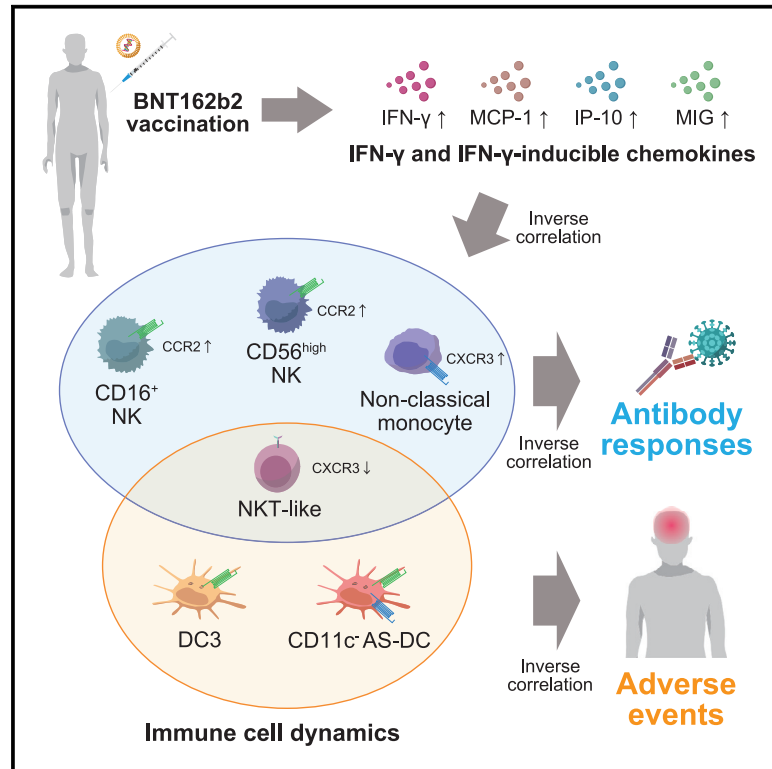 BNT162b2
vaccination
IFN-γ ↑ MCP-1 ↑ IP-10 ↑ MIG ↑
IFN-γ and IFN-γ-inducible chemokines
Inverse
correlation
CCR2 ↑
CD16⁺
NK
CCR2 ↑
CD56ʰⁱᵍʰ
NK
CXCR3 ↑
Non-classical
monocyte
Inverse
correlation
Antibody
responses
CXCR3 ↓
NKT-like
DC3
CD11c⁻ AS-DC
Inverse
correlation
Adverse
events
Immune cell dynamics